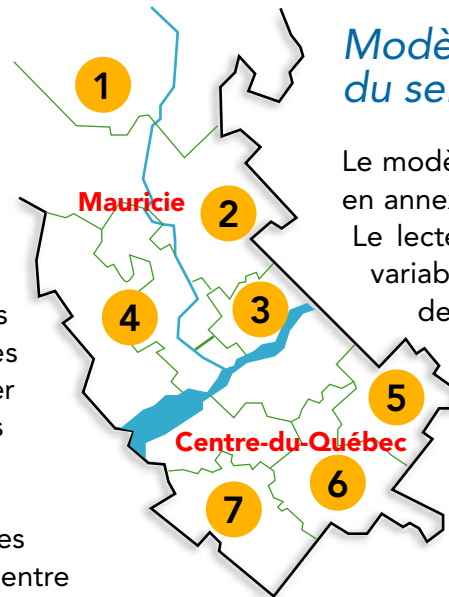 Modè
du se
Le modè
en annex
Le lecte
variab
de
s
es
er
s
es
entre
1
Mauricie
2
3
4
5
Centre-du-Québec
6
7